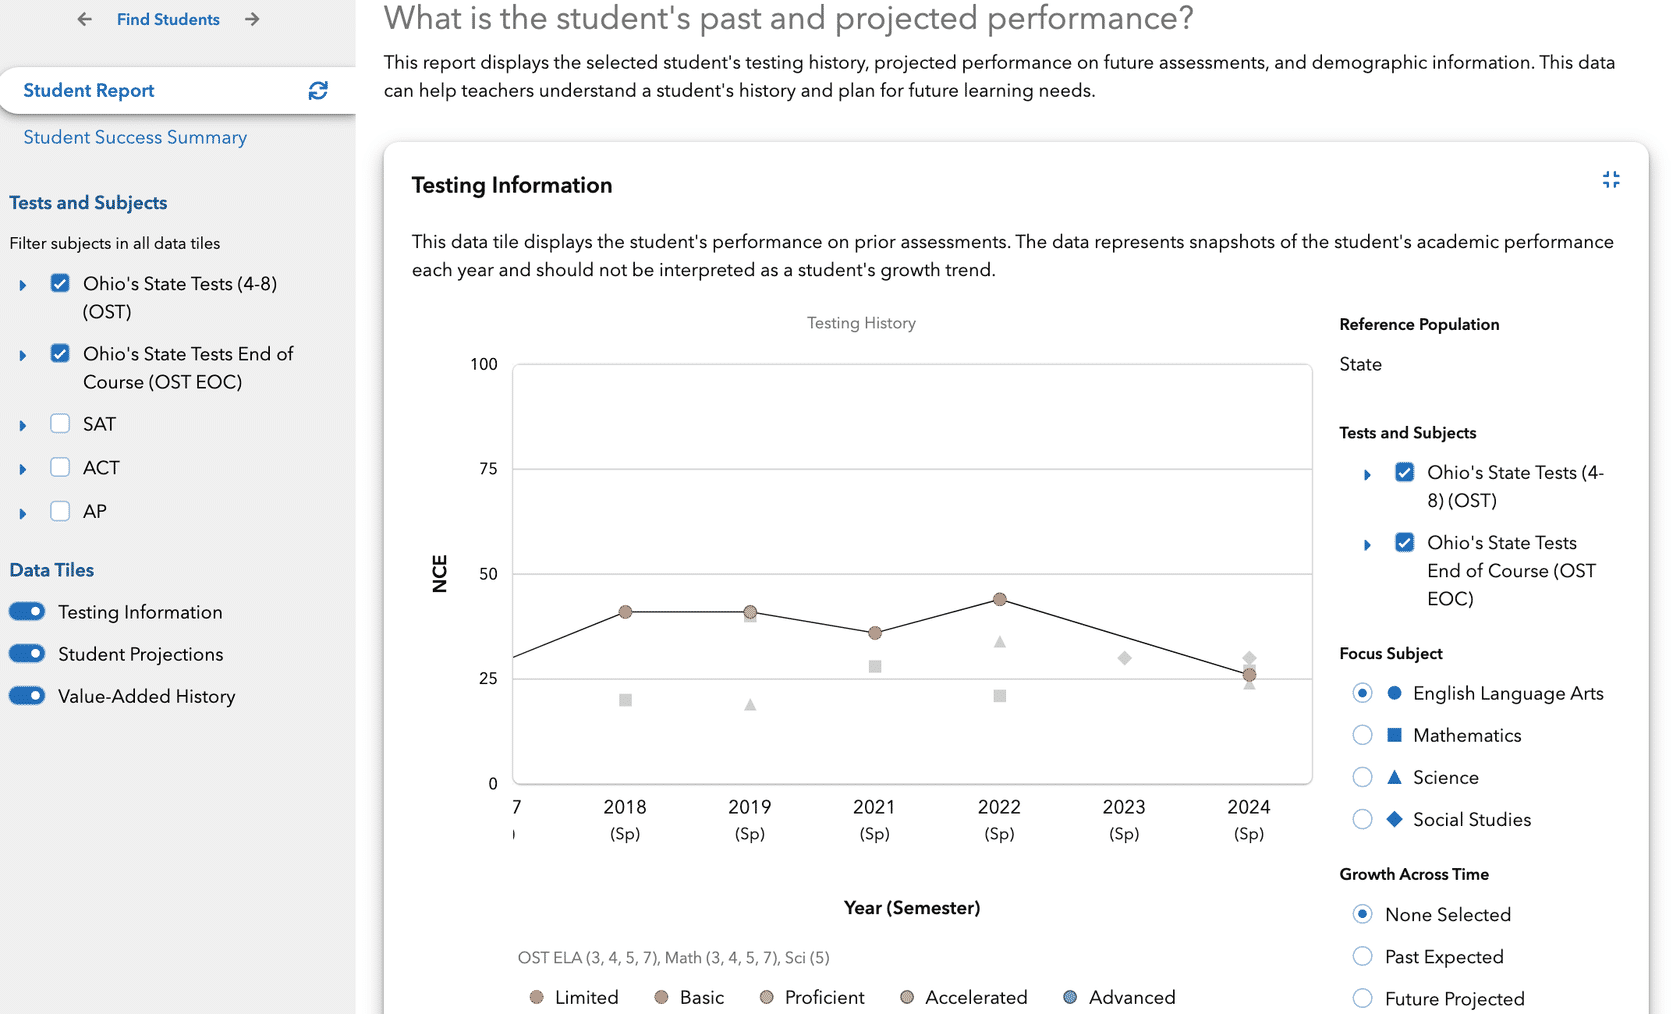 Find Students
Student Report
Student Success Summary
Tests and Subjects
Filter subjects in all data tiles
Ohio's State Tests (4-8)
(OST)
Ohio's State Tests End of
Course (OST EOC)
SAT
ACT
AP
Data Tiles
Testing Information
Student Projections
Value-Added History
What is the student's past and projected performance?
This report displays the selected student's testing history, projected performance on future assessments, and demographic information. This data
can help teachers understand a student's history and plan for future learning needs.
Testing Information
This data tile displays the student's performance on prior assessments. The data represents snapshots of the student's academic performance
each year and should not be interpreted as a student's growth trend.
Testing History
100
75
50
25
0
NCE
7 2018 2019 2021 2022 2023 2024
) (Sp) (Sp) (Sp) (Sp) (Sp) (Sp)
Year (Semester)
OST ELA (3, 4, 5, 7), Math (3, 4, 5, 7), Sci (5)
Limited Basic Proficient Accelerated Advanced
Reference Population
State
Tests and Subjects
Ohio's State Tests (4-
8) (OST)
Ohio's State Tests
End of Course (OST
EOC)
Focus Subject
English Language Arts
Mathematics
Science
Social Studies
Growth Across Time
None Selected
Past Expected
Future Projected